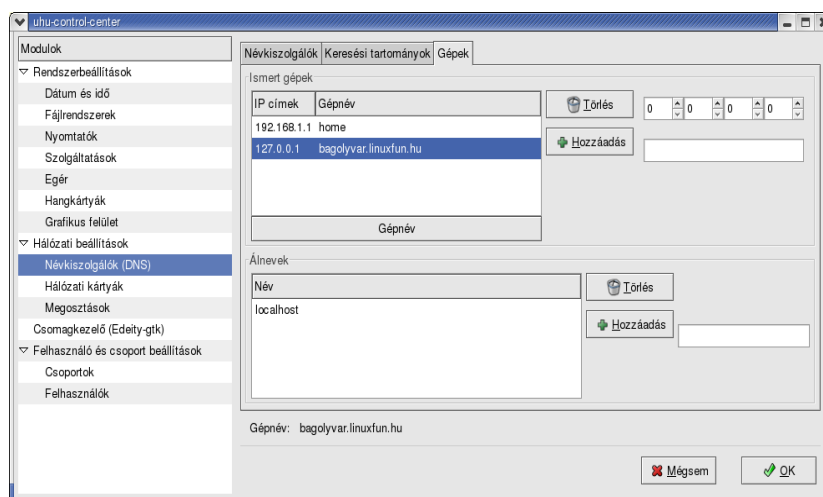 uhu-control-center
Modulok
Rendszerbeállítások
Dátum és idő
Fájlrendszerek
Nyomtatók
Szolgáltatások
Egér
Hangkártyák
Grafikus felület
Hálózati beállítások
Névkiszolgálók (DNS)
Hálózati kártyák
Megosztások
Csomagkezelő (Edeity-gtk)
Felhasználó és csoport beállítások
Csoportok
Felhasználók
Névkiszolgálók Keresési tartományok Gépek
Ismert gépek
IP címek Gépnév
192.168.1.1 home
127.0.0.1 bagolyvar.linuxfun.hu
Gépnév
Törlés 0 0 0 0
Hozzáadás
Álnevek
Név
localhost
Törlés
Hozzáadás
Gépnév: bagolyvar.linuxfun.hu
Mégsem OK